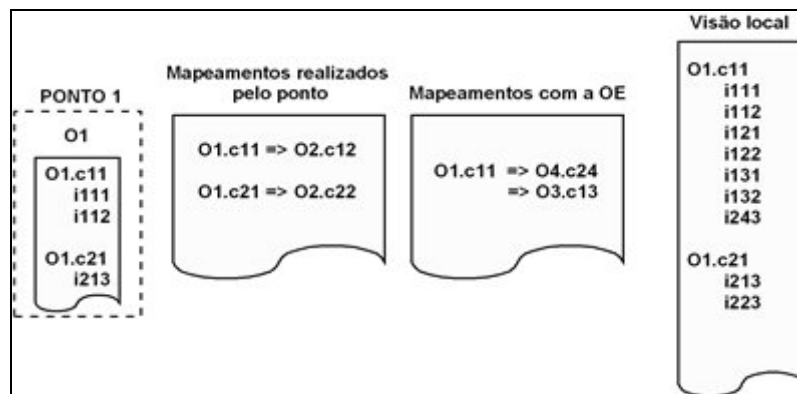 PONTO 1
O1
O1.c11
i111
i112
O1.c21
i213
Mapeamentos realizados
pelo ponto
O1.c11 => O2.c12
O1.c21 => O2.c22
Mapeamentos com a OE
O1.c11 => O4.c24
=> O3.c13
Visão local
O1.c11
i111
i112
i121
i122
i131
i132
i243
O1.c21
i213
i223